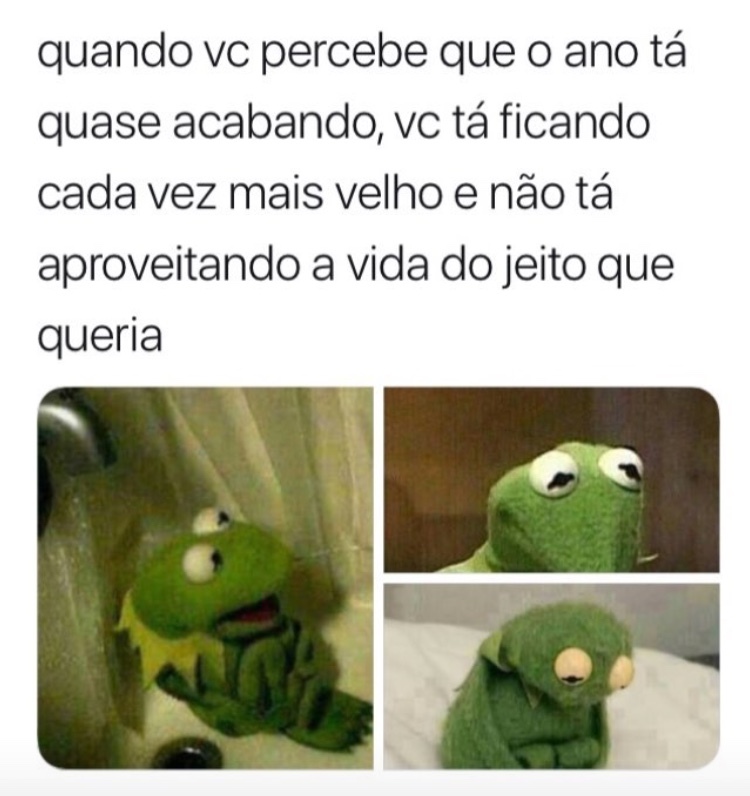 quando vc percebe que o ano tá
quase acabando, vc tá ficando
cada vez mais velho e não tá
aproveitando a vida do jeito que
queria